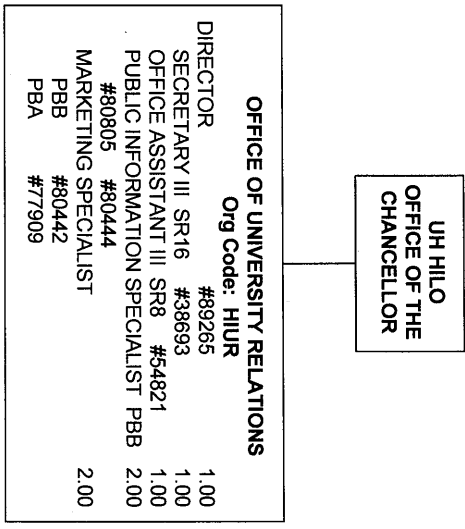 UH HILO
OFFICE OF THE
CHANCELLOR
OFFICE OF UNIVERSITY RELATIONS
Org Code: HIUR
DIRECTOR #89265 1.00
SECRETARY III SR16 #38693 1.00
OFFICE ASSISTANT III SR8 #54821 1.00
PUBLIC INFORMATION SPECIALIST PBB 2.00
#80805 #80444
MARKETING SPECIALIST 2.00
PBB #80442
PBA #77909